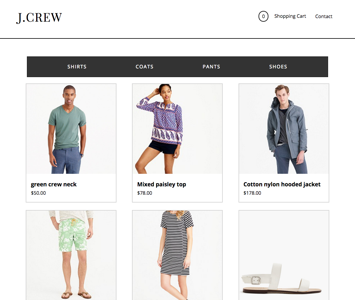 J.CREW
0 Shopping Cart Contact
SHIRTS COATS PANTS SHOES
green crew neck
$50.00
Mixed paisley top
$78.00
Cotton nylon hooded jacket
$178.00